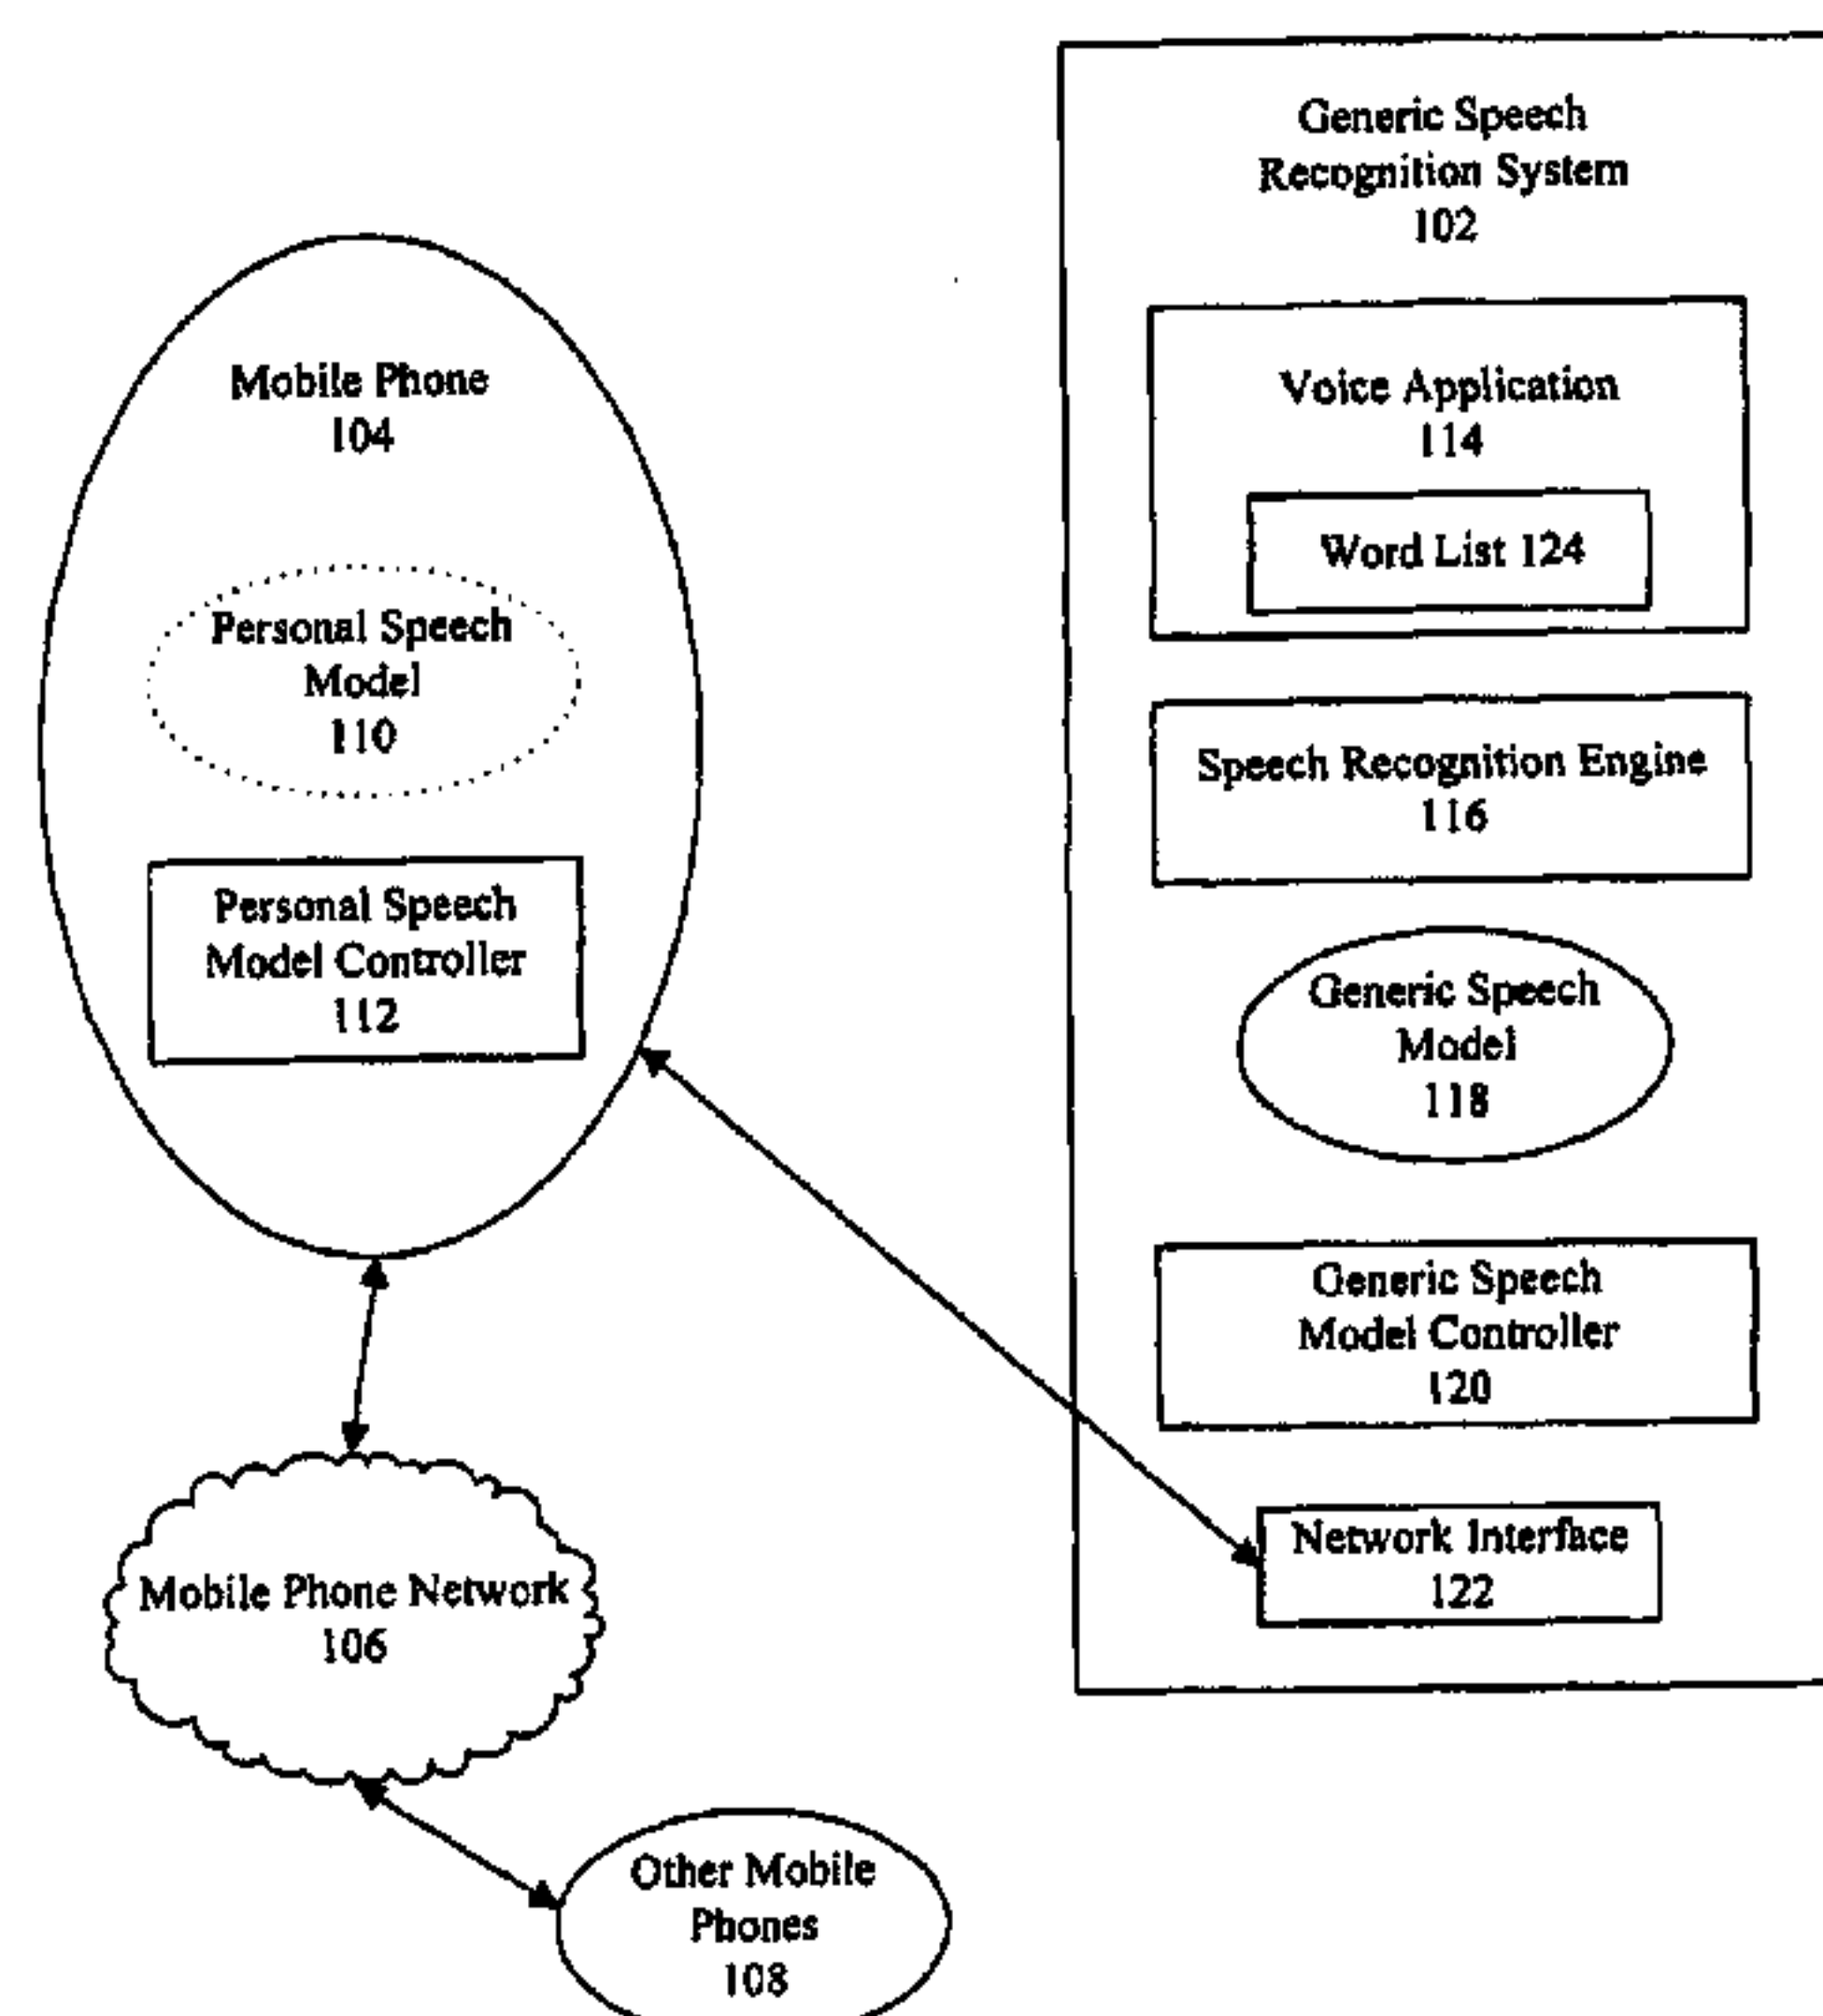 Generic Speech
Recognition System
102
Voice Application
114
Word List 124
Speech Recognition Engine
116
Generic Speech
Model
118
Generic Speech
Model Controller
120
Network Interface
122
Mobile Phone
104
Personal Speech
Model
110
Personal Speech
Model Controller
112
Mobile Phone Network
106
Other Mobile
Phones
108